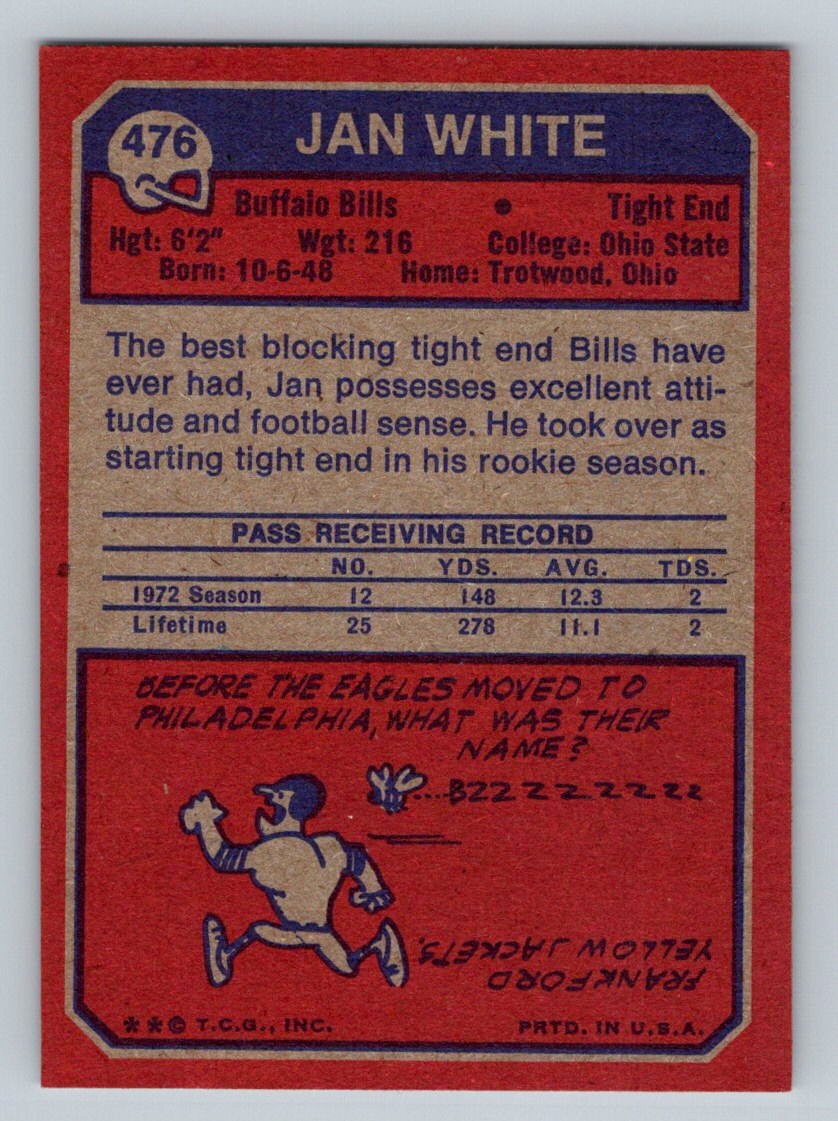 476
JAN WHITE
Buffalo Bills • Tight End
Hgt: 6'2" Wgt: 216 College: Ohio State
Born: 10-6-48 Home: Trotwood, Ohio
The best blocking tight end Bills have
ever had, Jan possesses excellent atti-
tude and football sense. He took over as
starting tight end in his rookie season.
PASS RECEIVING RECORD
NO. YDS. AVG. TDS.
1972 Season 12 148 12.3 2
Lifetime 25 278 11.1 2
BEFORE THE EAGLES MOVED TO
PHILADELPHIA, WHAT WAS THEIR
NAME?
...BZZZZZZZZZ
FRANKFORD
YELLOW JACKETS.
**© T.C.G., INC. PRTD. IN U.S.A.